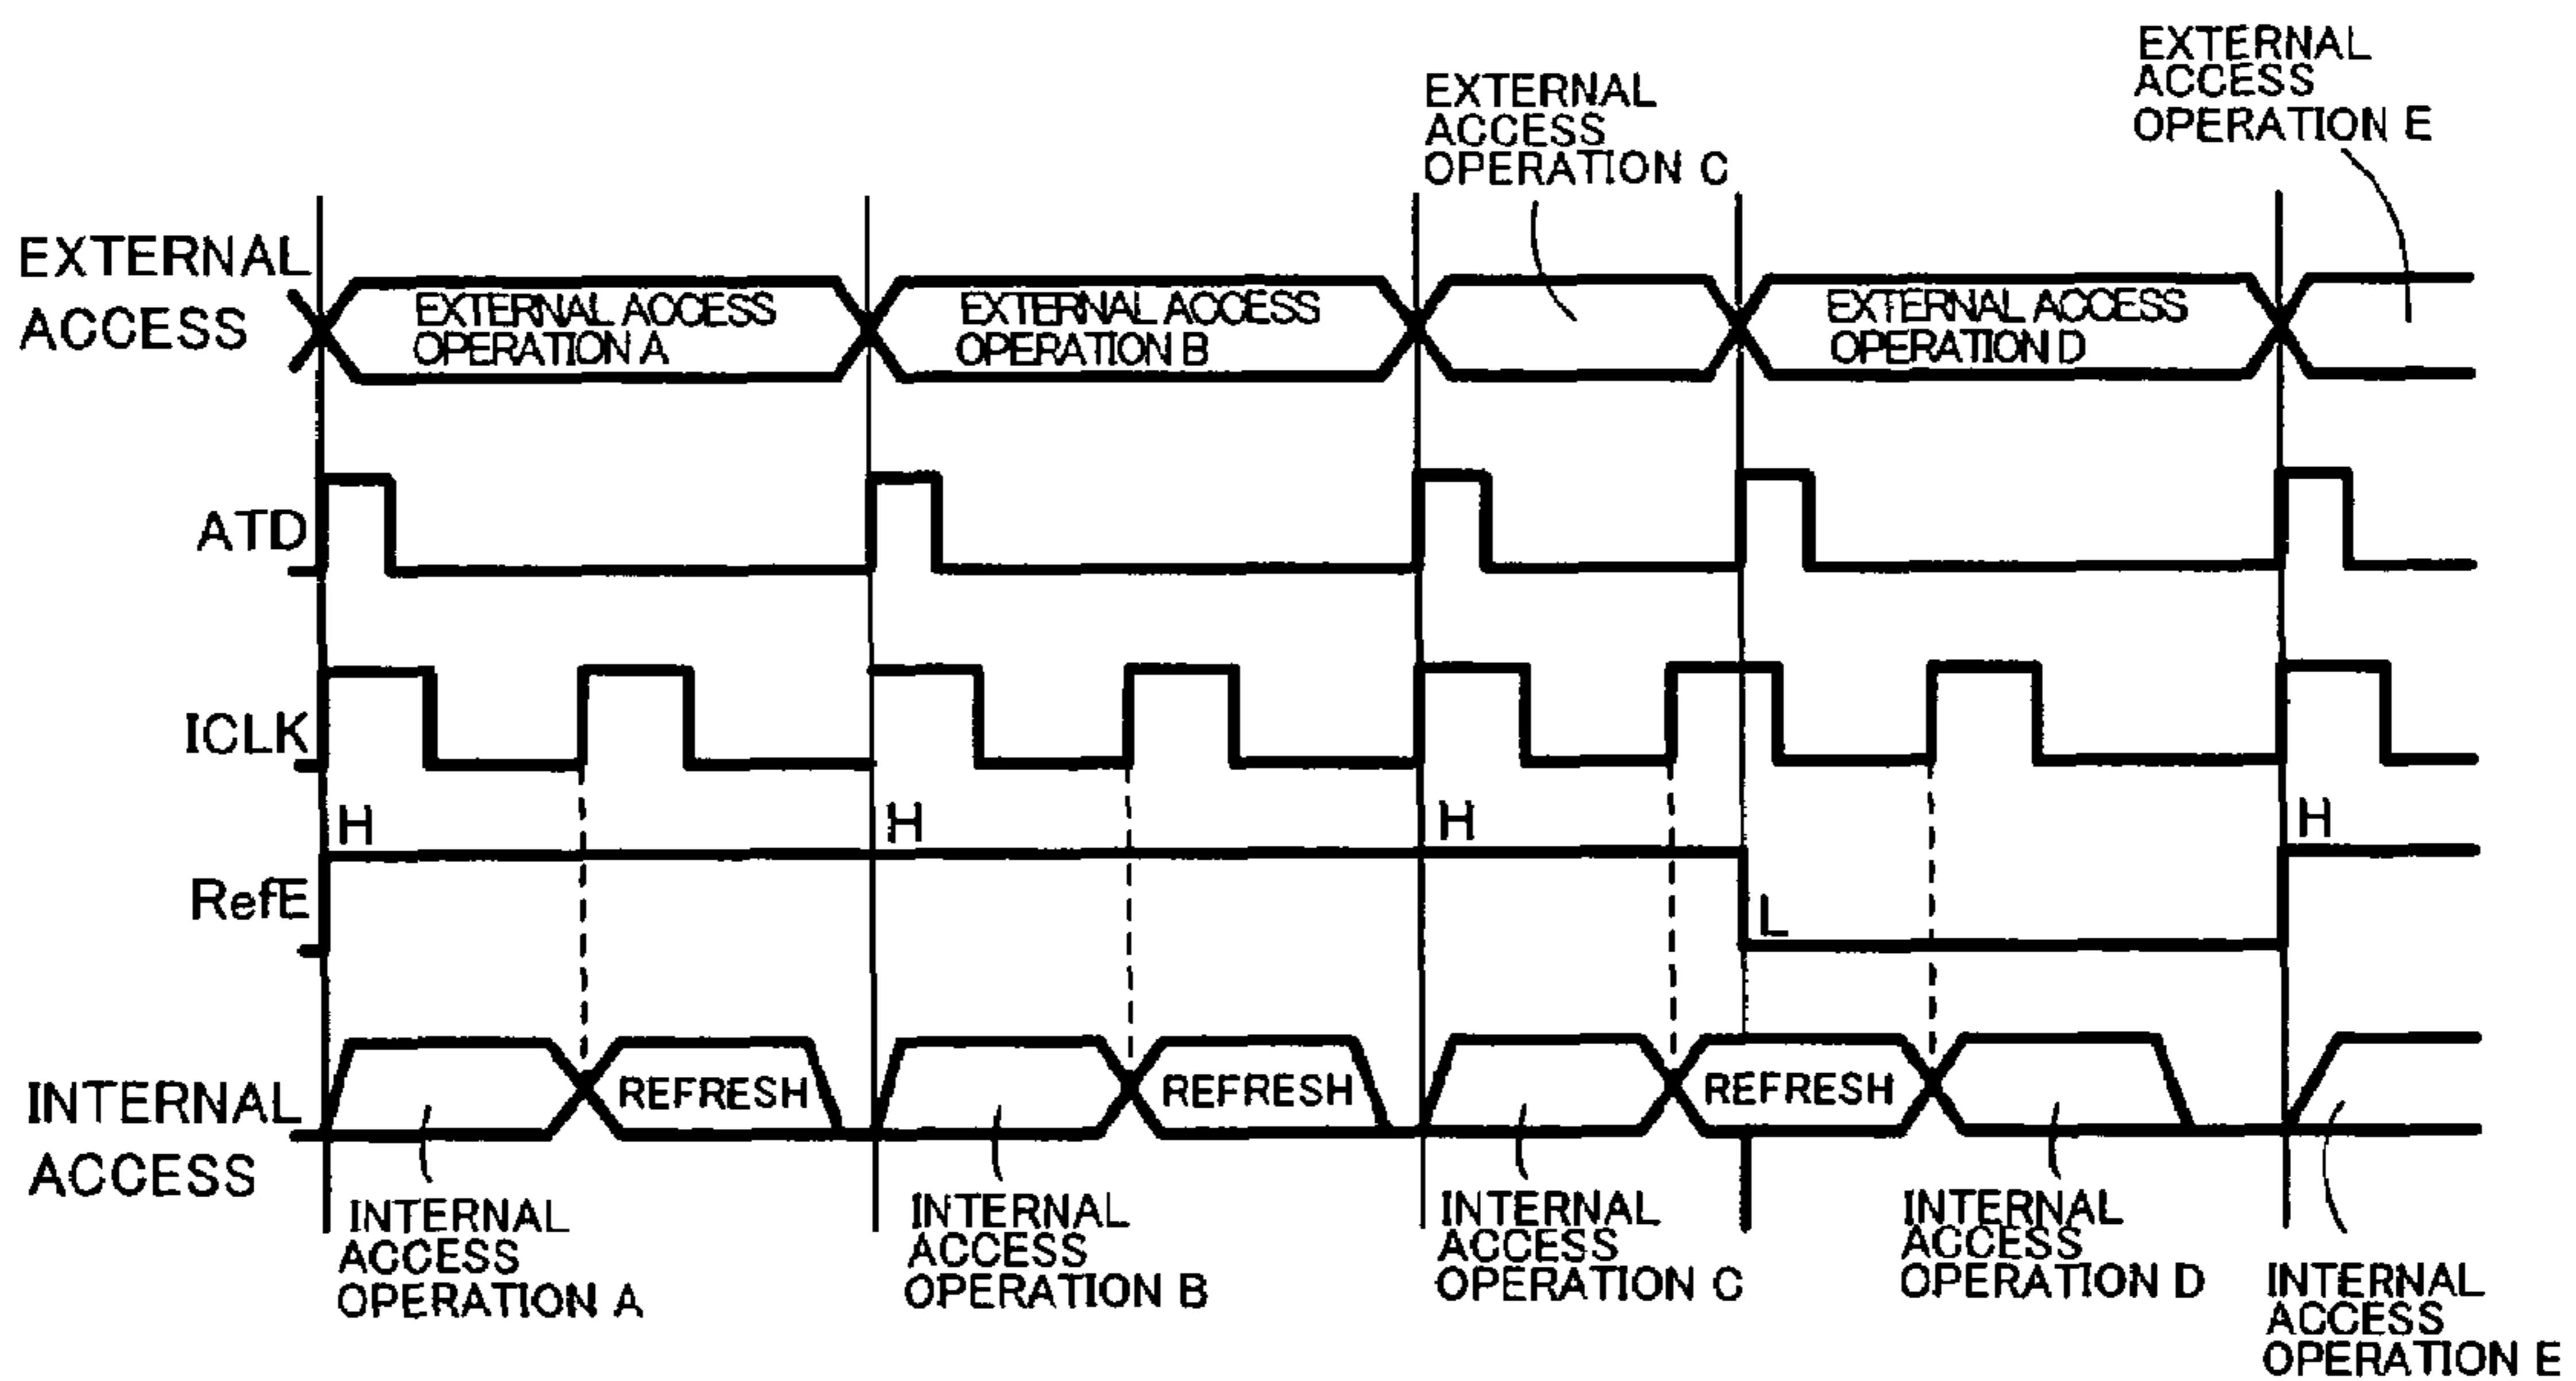 EXTERNAL
ACCESS
OPERATION E
EXTERNAL
ACCESS
OPERATION C
EXTERNAL
ACCESS
EXTERNAL ACCESS
OPERATION A
EXTERNAL ACCESS
OPERATION B
EXTERNAL ACCESS
OPERATION D
ATD
ICLK
H
H
H
H
RefE
L
INTERNAL
ACCESS
REFRESH
REFRESH
REFRESH
INTERNAL
ACCESS
OPERATION A
INTERNAL
ACCESS
OPERATION B
INTERNAL
ACCESS
OPERATION C
INTERNAL
ACCESS
OPERATION D
INTERNAL
ACCESS
OPERATION E